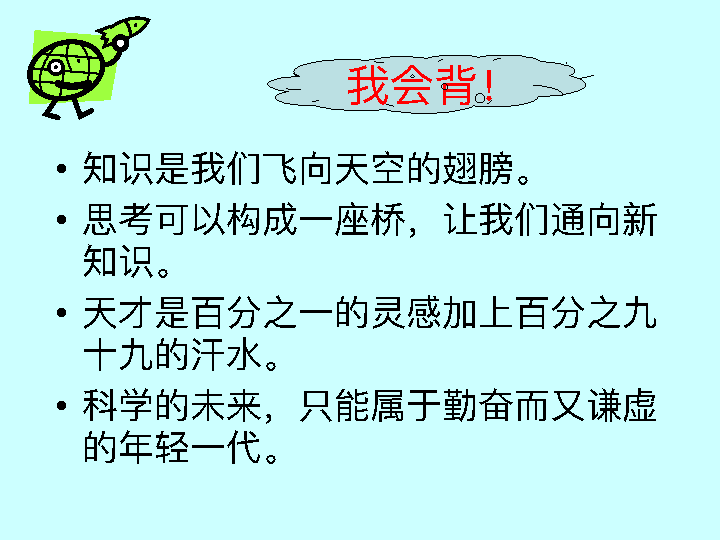 我会背!
• 知识是我们飞向天空的翅膀。
• 思考可以构成一座桥，让我们通向新
知识。
• 天才是百分之一的灵感加上百分之九
十九的汗水。
• 科学的未来，只能属于勤奋而又谦虚
的年轻一代。